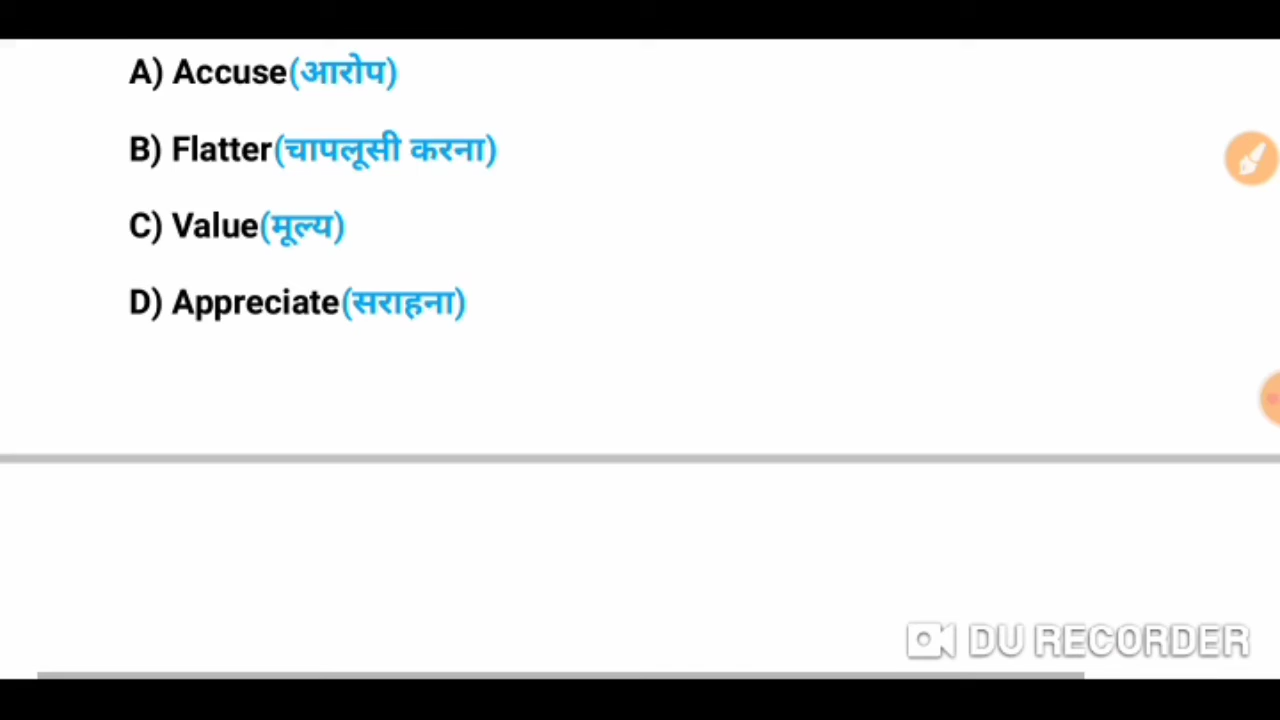 A) Accuse(आरोप)
B) Flatter(चापलूसी करना)
C) Value(मूल्य)
D) Appreciate(सराहना)
DU RECORDER